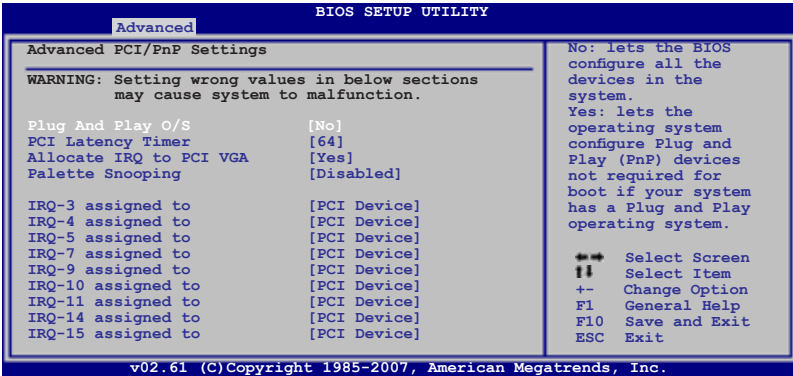 BIOS SETUP UTILITY
Advanced
Advanced PCI/PnP Settings
WARNING: Setting wrong values in below sections
may cause system to malfunction.
Plug And Play O/S [No]
PCI Latency Timer [64]
Allocate IRQ to PCI VGA [Yes]
Palette Snooping [Disabled]
IRQ-3 assigned to [PCI Device]
IRQ-4 assigned to [PCI Device]
IRQ-5 assigned to [PCI Device]
IRQ-7 assigned to [PCI Device]
IRQ-9 assigned to [PCI Device]
IRQ-10 assigned to [PCI Device]
IRQ-11 assigned to [PCI Device]
IRQ-14 assigned to [PCI Device]
IRQ-15 assigned to [PCI Device]
No: lets the BIOS
configure all the
devices in the
system.
Yes: lets the
operating system
configure Plug and
Play (PnP) devices
not required for
boot if your system
has a Plug and Play
operating system.
←→ Select Screen
↑↓ Select Item
+- Change Option
F1 General Help
F10 Save and Exit
ESC Exit
v02.61 (C)Copyright 1985-2007, American Megatrends, Inc.